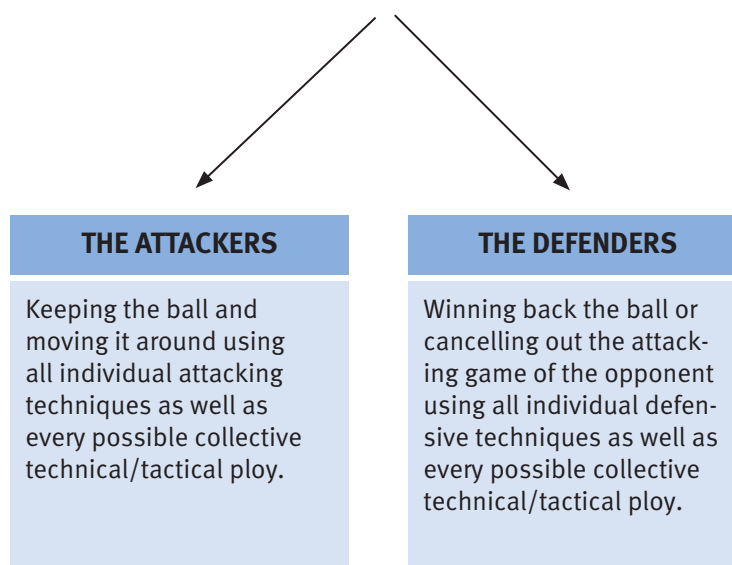 THE ATTACKERS
Keeping the ball and
moving it around using
all individual attacking
techniques as well as
every possible collective
technical/tactical ploy.
THE DEFENDERS
Winning back the ball or
cancelling out the attack-
ing game of the opponent
using all individual defen-
sive techniques as well as
every possible collective
technical/tactical ploy.